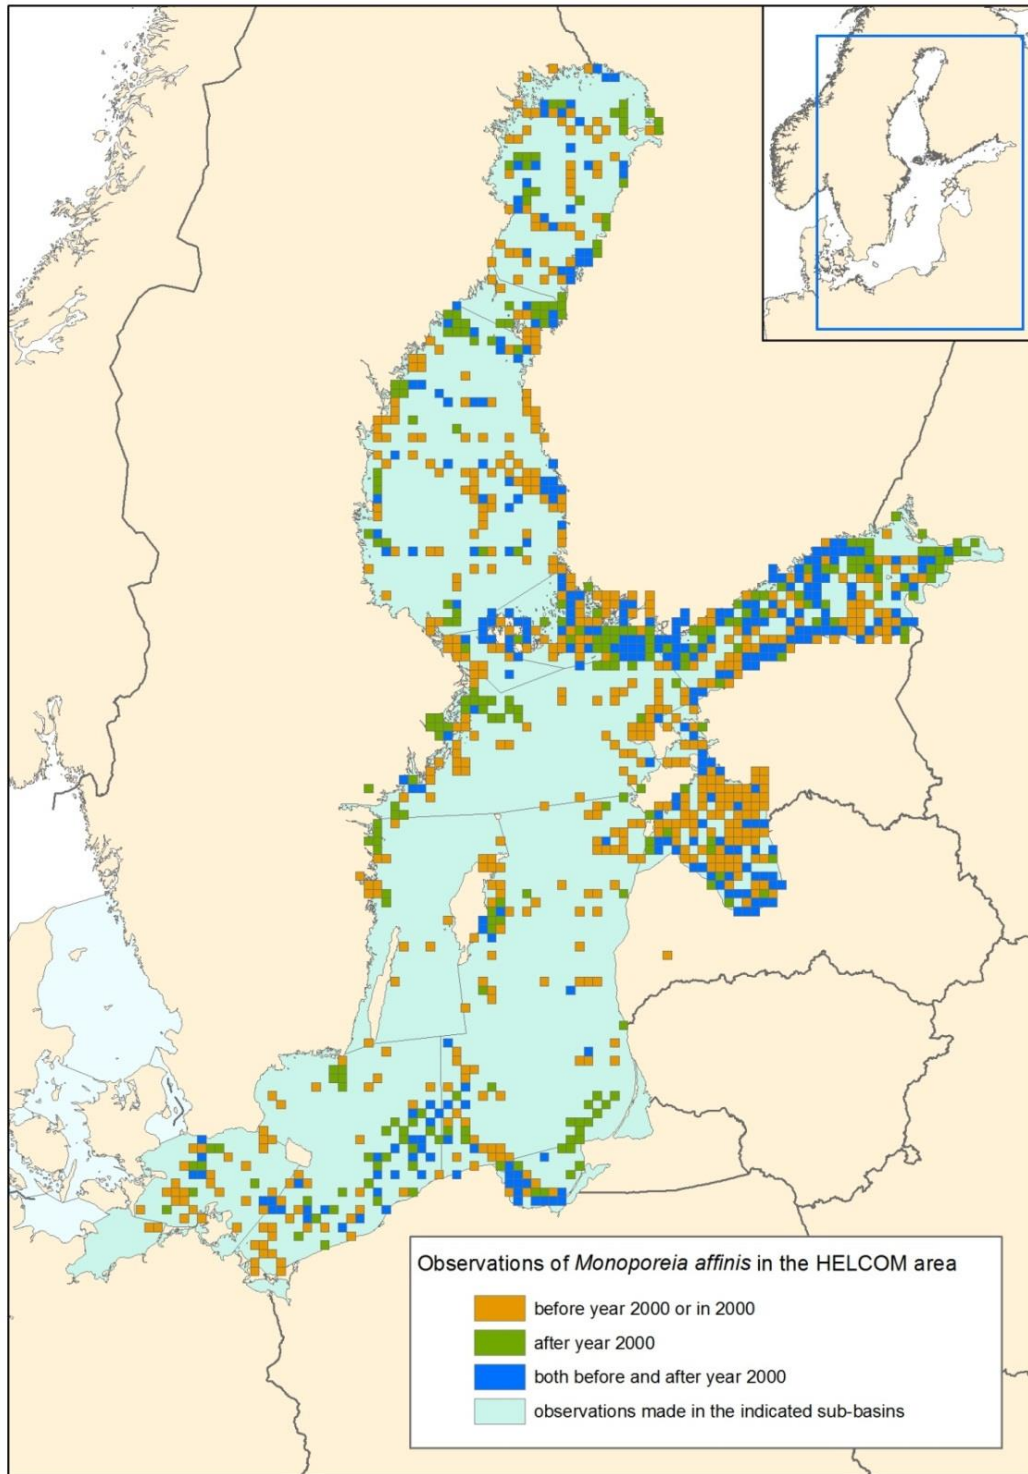 Observations of Monoporeia affinis in the HELCOM area
before year 2000 or in 2000
after year 2000
both before and after year 2000
observations made in the indicated sub-basins